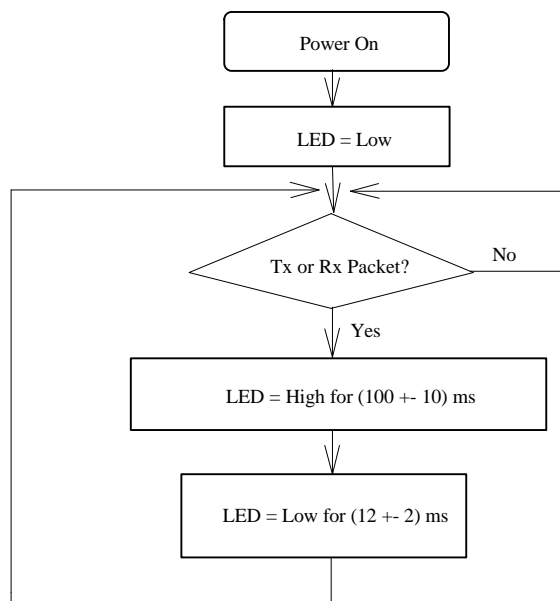 Power On
LED = Low
Tx or Rx Packet?
No
Yes
LED = High for (100 +- 10) ms
LED = Low for (12 +- 2) ms